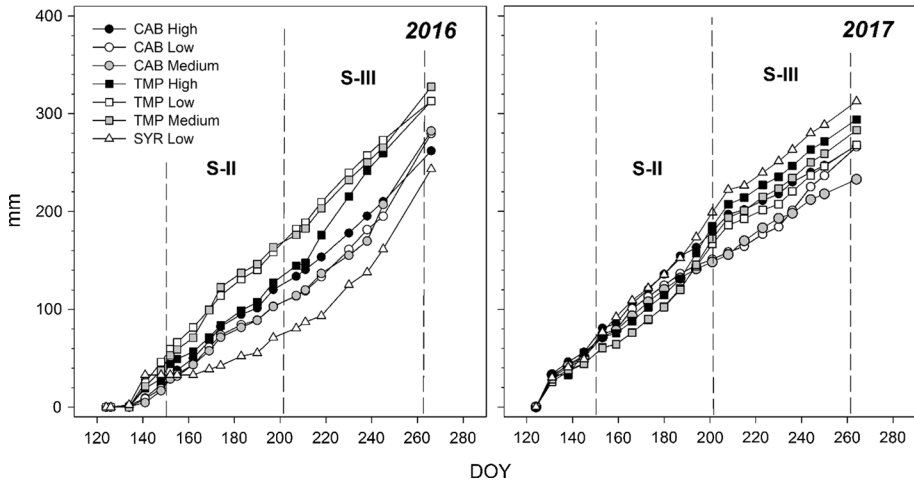 2016
2017
CAB High
CAB Low
CAB Medium
TMP High
TMP Low
TMP Medium
SYR Low
S-II
S-III
S-II
S-III
400
300
200
100
0
mm
120 140 160 180 200 220 240 260 280
120 140 160 180 200 220 240 260 280
DOY